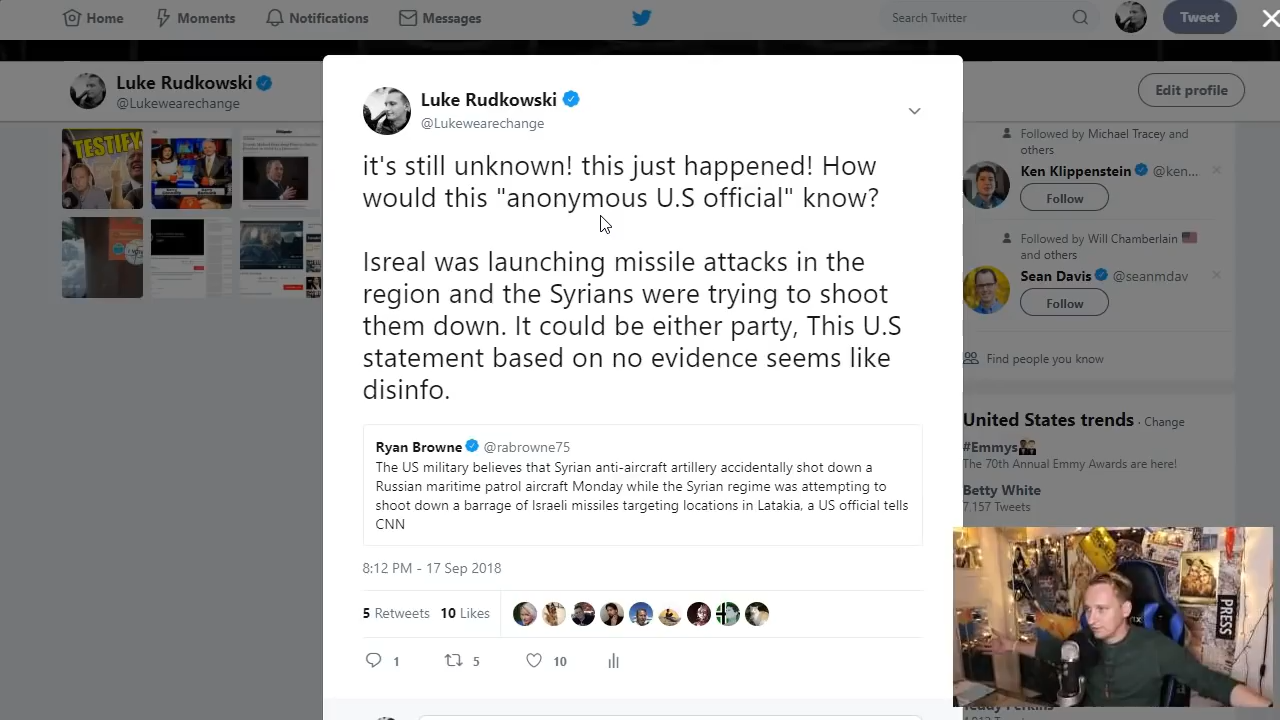 Home
Moments
Notifications
Messages
Search Twitter
Tweet
Luke Rudkowski
@Lukewearechange
Edit profile
TESTIFY
Luke Rudkowski
@Lukewearechange
it's still unknown! this just happened! How
would this "anonymous U.S official" know?
Isreal was launching missile attacks in the
region and the Syrians were trying to shoot
them down. It could be either party, This U.S
statement based on no evidence seems like
disinfo.
Ryan Browne @rabrowne75
The US military believes that Syrian anti-aircraft artillery accidentally shot down a
Russian maritime patrol aircraft Monday while the Syrian regime was attempting to
shoot down a barrage of Israeli missiles targeting locations in Latakia, a US official tells
CNN
8:12 PM - 17 Sep 2018
5 Retweets 10 Likes
1 5 10
Followed by Michael Tracey and
others
Ken Klippenstein @ken...
Follow
Followed by Will Chamberlain
and others
Sean Davis @seanmdav
Follow
Find people you know
United States trends · Change
#Emmys
The 70th Annual Emmy Awards are here!
Betty White
7,157 Tweets
PRESS